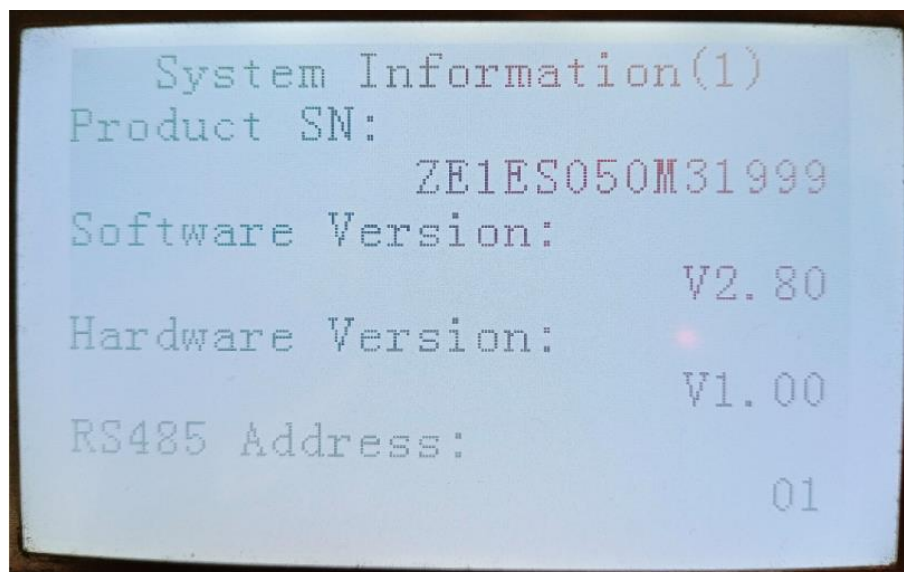 System Information(1)
Product SN:
ZE1ES050M31999
Software Version:
V2.80
Hardware Version:
V1.00
RS485 Address:
01